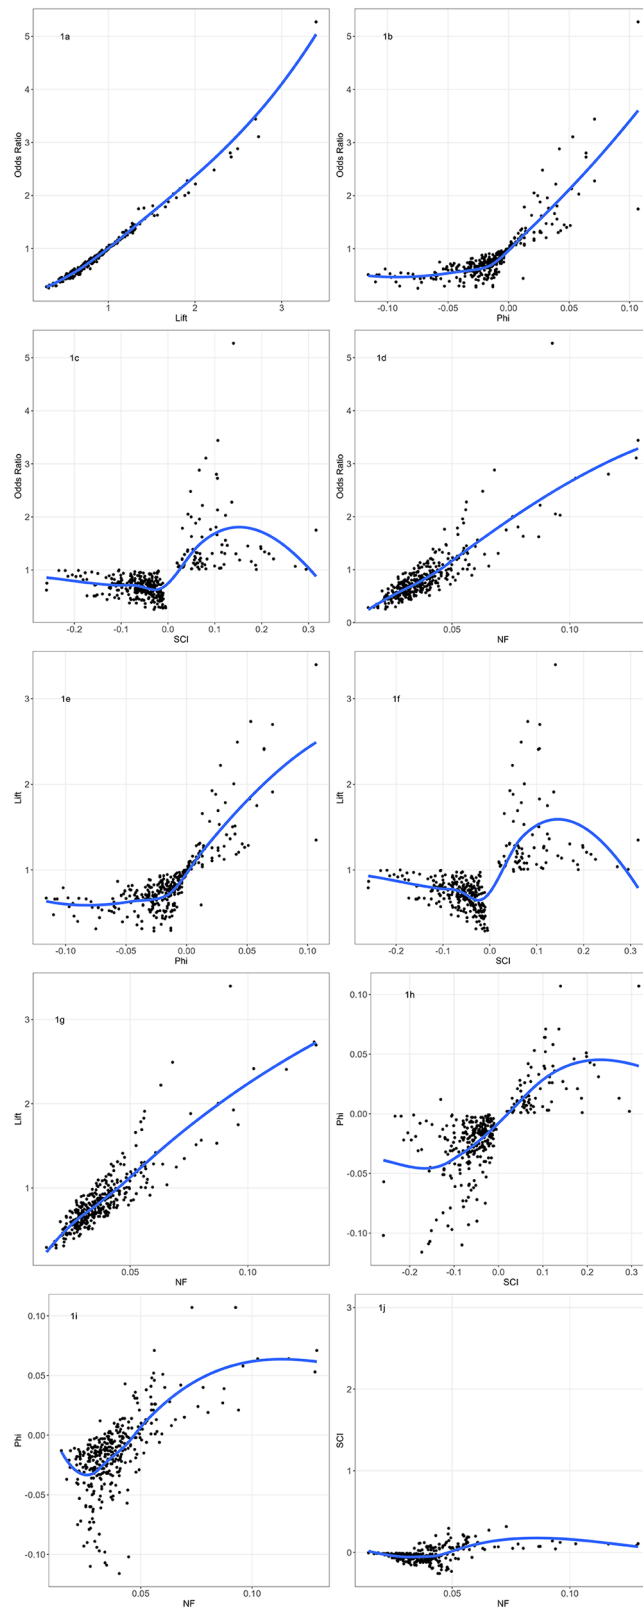 1a
Odds Ratio
5
4
3
2
1
1 2 3
Lift
1b
Odds Ratio
5
4
3
2
1
-0.10 -0.05 0.00 0.05 0.10
Phi
1c
Odds Ratio
5
4
3
2
1
0
-0.2 -0.1 0.0 0.1 0.2 0.3
SCI
1d
Odds Ratio
5
4
3
2
1
0
0.05 0.10
NF
1e
Lift
3
2
1
-0.10 -0.05 0.00 0.05 0.10
Phi
1f
Lift
3
2
1
-0.2 -0.1 0.0 0.1 0.2 0.3
SCI
1g
Lift
3
2
1
0.05 0.10
NF
1h
Phi
0.10
0.05
0.00
-0.05
-0.10
-0.2 -0.1 0.0 0.1 0.2 0.3
SCI
1i
Phi
0.10
0.05
0.00
-0.05
-0.10
0.05 0.10
NF
1j
SCI
3
2
1
0
0.05 0.10
NF